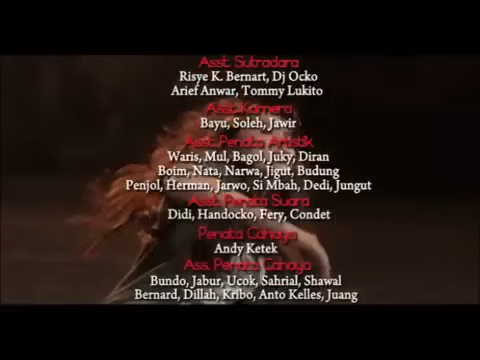 Asst. Sutradara
Risye K. Bernart, Dj Ocko
Arief Anwar, Tommy Lukito
Asst. Kamera
Bayu, Soleh, Jawir
Asst. Penata Artistik
Waris, Mul, Bagol, Juky, Diran
Boim, Nata, Narwa, Jigut, Budung
Penjol, Herman, Jarwo, Si Mbah, Dedi, Jungut
Asst. Penata Suara
Didi, Handocko, Fery, Condet
Penata Cahaya
Andy Ketek
Ass. Penata Cahaya
Bundo, Jabur, Ucok, Sahrial, Shawal
Bernard, Dillah, Kribo, Anto Kelles, Juang